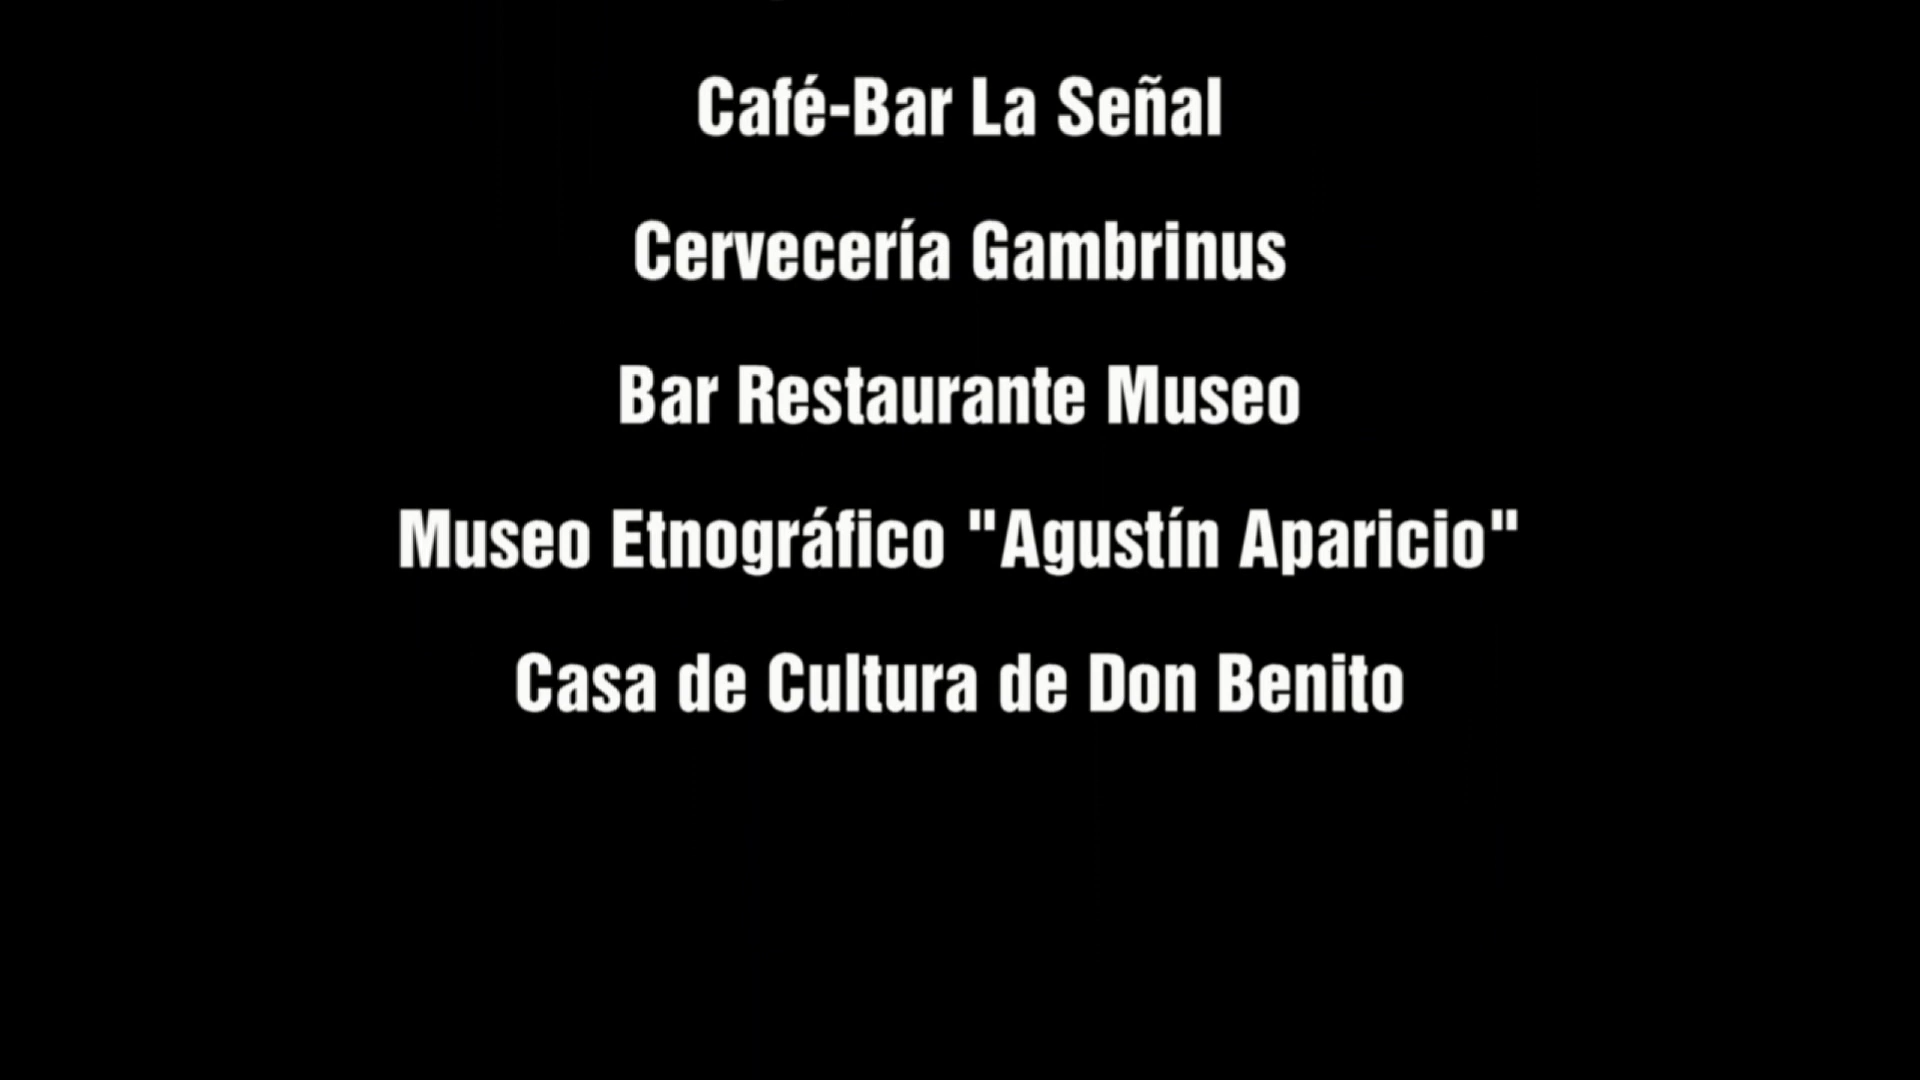 Café-Bar La Señal
Cervecería Gambrinus
Bar Restaurante Museo
Museo Etnográfico "Agustín Aparicio"
Casa de Cultura de Don Benito